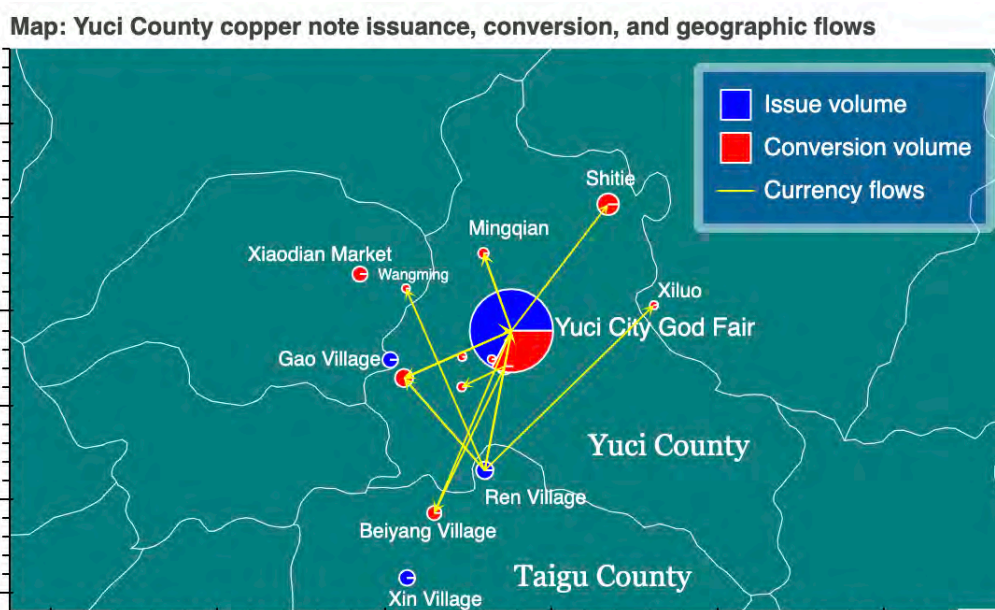 Map: Yuci County copper note issuance, conversion, and geographic flows
Issue volume
Conversion volume
Currency flows
Shitie
Mingqian
Xiaodian Market
Wangming
Xiluo
Yuci City God Fair
Gao Village
Yuci County
Ren Village
Beiyang Village
Taigu County
Xin Village